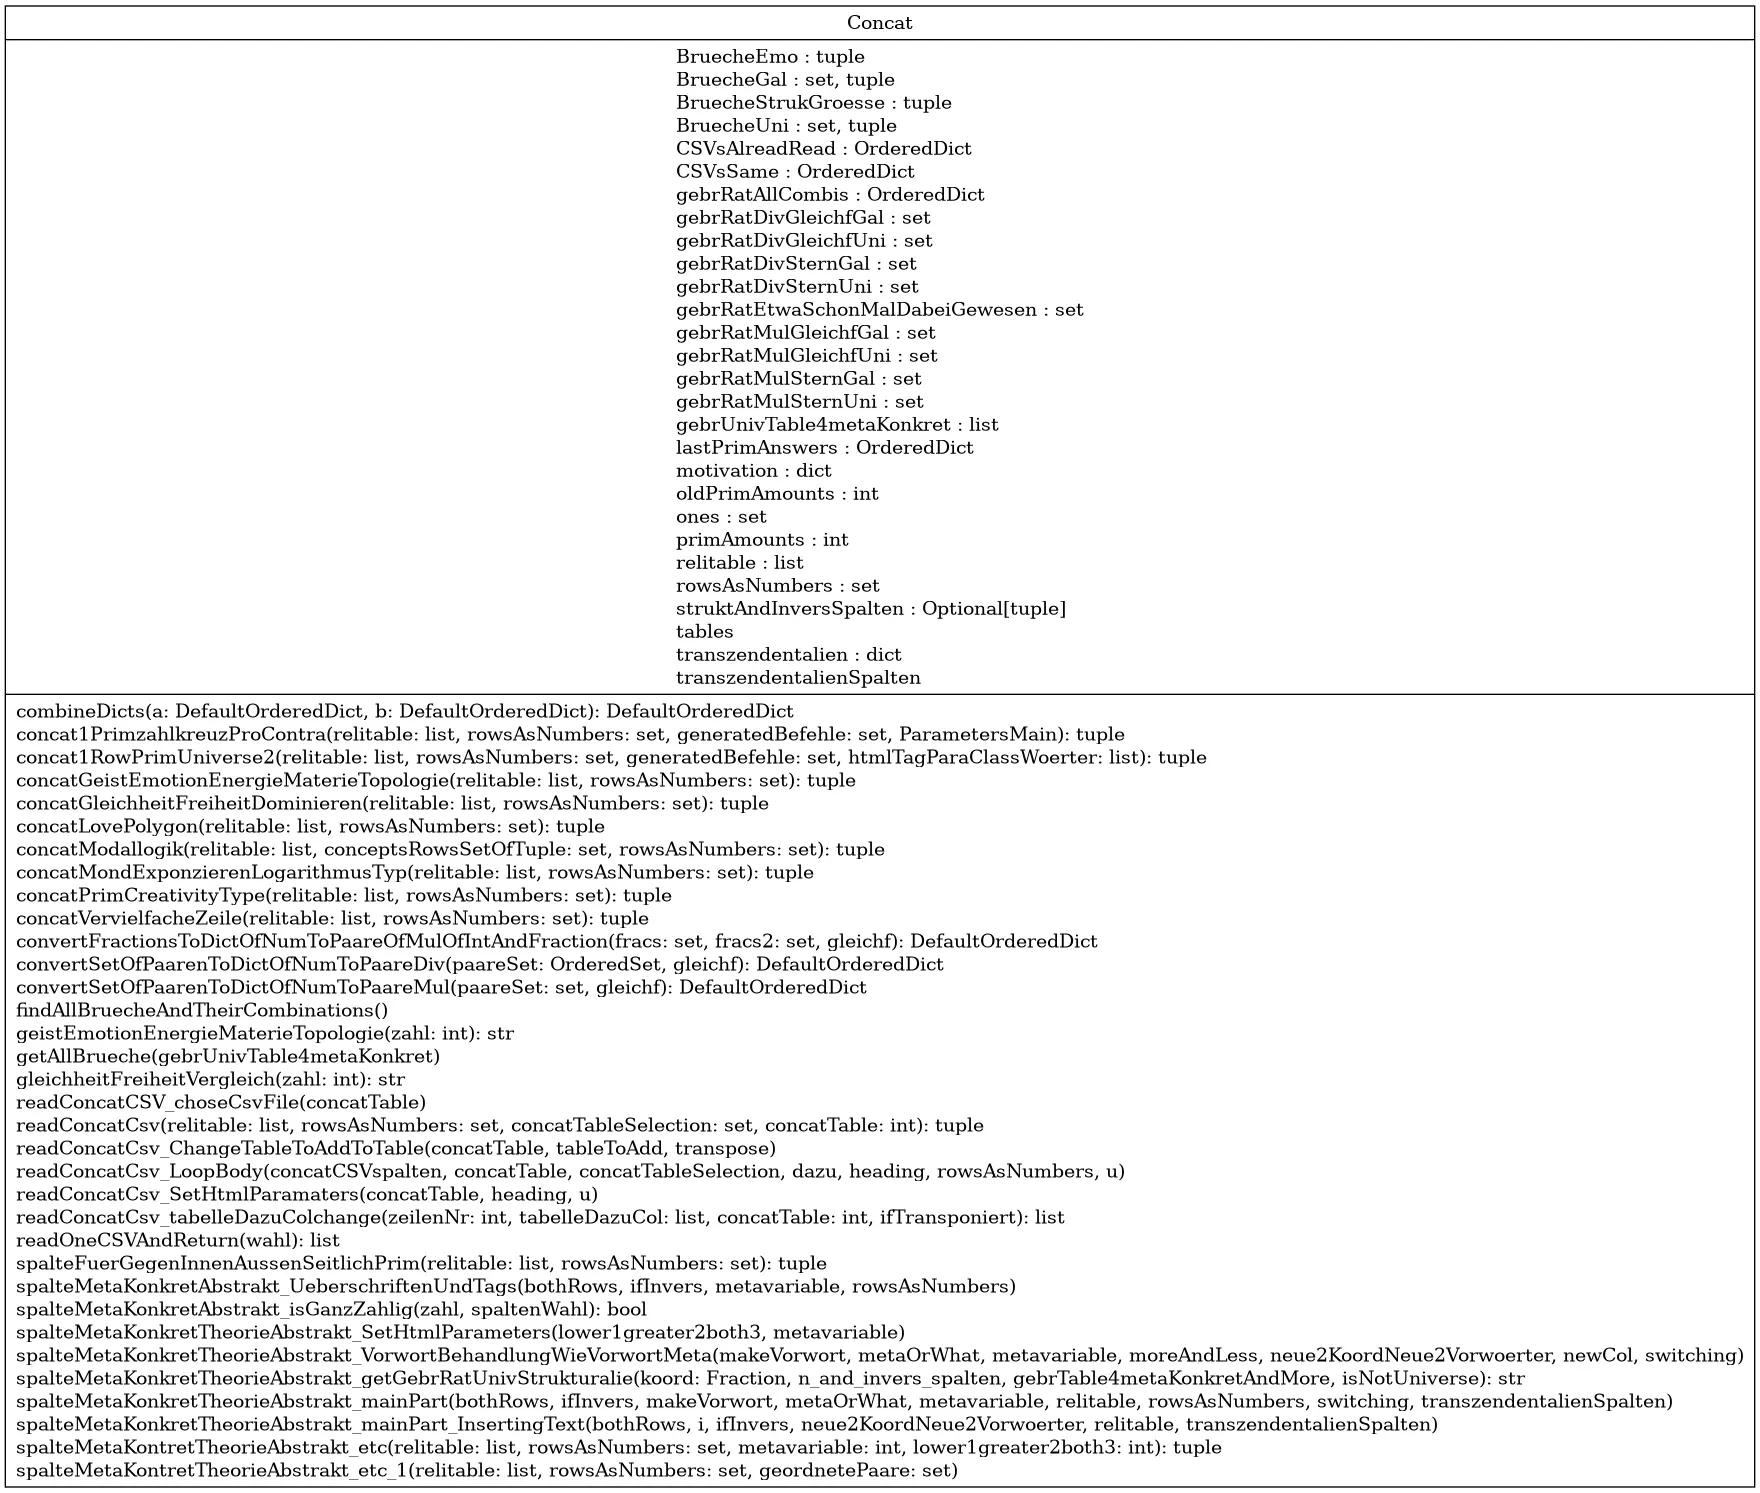 Concat
BruecheEmo : tuple
BruecheGal : set, tuple
BruecheStrukGroesse : tuple
BruecheUni : set, tuple
CSVsAlreadRead : OrderedDict
CSVsSame : OrderedDict
gebrRatAllCombis : OrderedDict
gebrRatDivGleichfGal : set
gebrRatDivGleichfUni : set
gebrRatDivSternGal : set
gebrRatDivSternUni : set
gebrRatEtwaSchonMalDabeiGewesen : set
gebrRatMulGleichfGal : set
gebrRatMulGleichfUni : set
gebrRatMulSternGal : set
gebrRatMulSternUni : set
gebrUnivTable4metaKonkret : list
lastPrimAnswers : OrderedDict
motivation : dict
oldPrimAmounts : int
ones : set
primAmounts : int
relitable : list
rowsAsNumbers : set
struktAndInversSpalten : Optional[tuple]
tables
transzendentalien : dict
transzendentalienSpalten
combineDicts(a: DefaultOrderedDict, b: DefaultOrderedDict): DefaultOrderedDict
concat1PrimzahlkreuzProContra(relitable: list, rowsAsNumbers: set, generatedBefehle: set, ParametersMain): tuple
concat1RowPrimUniverse2(relitable: list, rowsAsNumbers: set, generatedBefehle: set, htmlTagParaClassWoerter: list): tuple
concatGeistEmotionEnergieMaterieTopologie(relitable: list, rowsAsNumbers: set): tuple
concatGleichheitFreiheitDominieren(relitable: list, rowsAsNumbers: set): tuple
concatLovePolygon(relitable: list, rowsAsNumbers: set): tuple
concatModallogik(relitable: list, conceptsRowsSetOfTuple: set, rowsAsNumbers: set): tuple
concatMondExponzierenLogarithmusTyp(relitable: list, rowsAsNumbers: set): tuple
concatPrimCreativityType(relitable: list, rowsAsNumbers: set): tuple
concatVervielfacheZeile(relitable: list, rowsAsNumbers: set): tuple
convertFractionsToDictOfNumToPaareOfMulOfIntAndFraction(fracs: set, fracs2: set, gleichf): DefaultOrderedDict
convertSetOfPaarenToDictOfNumToPaareDiv(paareSet: OrderedSet, gleichf): DefaultOrderedDict
convertSetOfPaarenToDictOfNumToPaareMul(paareSet: set, gleichf): DefaultOrderedDict
findAllBruecheAndTheirCombinations()
geistEmotionEnergieMaterieTopologie(zahl: int): str
getAllBrueche(gebrUnivTable4metaKonkret)
gleichheitFreiheitVergleich(zahl: int): str
readConcatCSV_choseCsvFile(concatTable)
readConcatCsv(relitable: list, rowsAsNumbers: set, concatTableSelection: set, concatTable: int): tuple
readConcatCsv_ChangeTableToAddToTable(concatTable, tableToAdd, transpose)
readConcatCsv_LoopBody(concatCSVspalten, concatTable, concatTableSelection, dazu, heading, rowsAsNumbers, u)
readConcatCsv_SetHtmlParamaters(concatTable, heading, u)
readConcatCsv_tabelleDazuColchange(zeilenNr: int, tabelleDazuCol: list, concatTable: int, ifTransponiert): list
readOneCSVAndReturn(wahl): list
spalteFuerGegenInnenAussenSeitlichPrim(relitable: list, rowsAsNumbers: set): tuple
spalteMetaKonkretAbstrakt_UeberschriftenUndTags(bothRows, ifInvers, metavariable, rowsAsNumbers)
spalteMetaKonkretAbstrakt_isGanzZahlig(zahl, spaltenWahl): bool
spalteMetaKonkretTheorieAbstrakt_SetHtmlParameters(lower1greater2both3, metavariable)
spalteMetaKonkretTheorieAbstrakt_VorwortBehandlungWieVorwortMeta(makeVorwort, metaOrWhat, metavariable, moreAndLess, neue2KoordNeue2Vorwoerter, newCol, switching)
spalteMetaKonkretTheorieAbstrakt_getGebrRatUnivStrukturalie(koord: Fraction, n_and_invers_spalten, gebrTable4metaKonkretAndMore, isNotUniverse): str
spalteMetaKonkretTheorieAbstrakt_mainPart(bothRows, ifInvers, makeVorwort, metaOrWhat, metavariable, relitable, rowsAsNumbers, switching, transzendentalienSpalten)
spalteMetaKonkretTheorieAbstrakt_mainPart_InsertingText(bothRows, i, ifInvers, neue2KoordNeue2Vorwoerter, relitable, transzendentalienSpalten)
spalteMetaKontretTheorieAbstrakt_etc(relitable: list, rowsAsNumbers: set, metavariable: int, lower1greater2both3: int): tuple
spalteMetaKontretTheorieAbstrakt_etc_1(relitable: list, rowsAsNumbers: set, geordnetePaare: set)